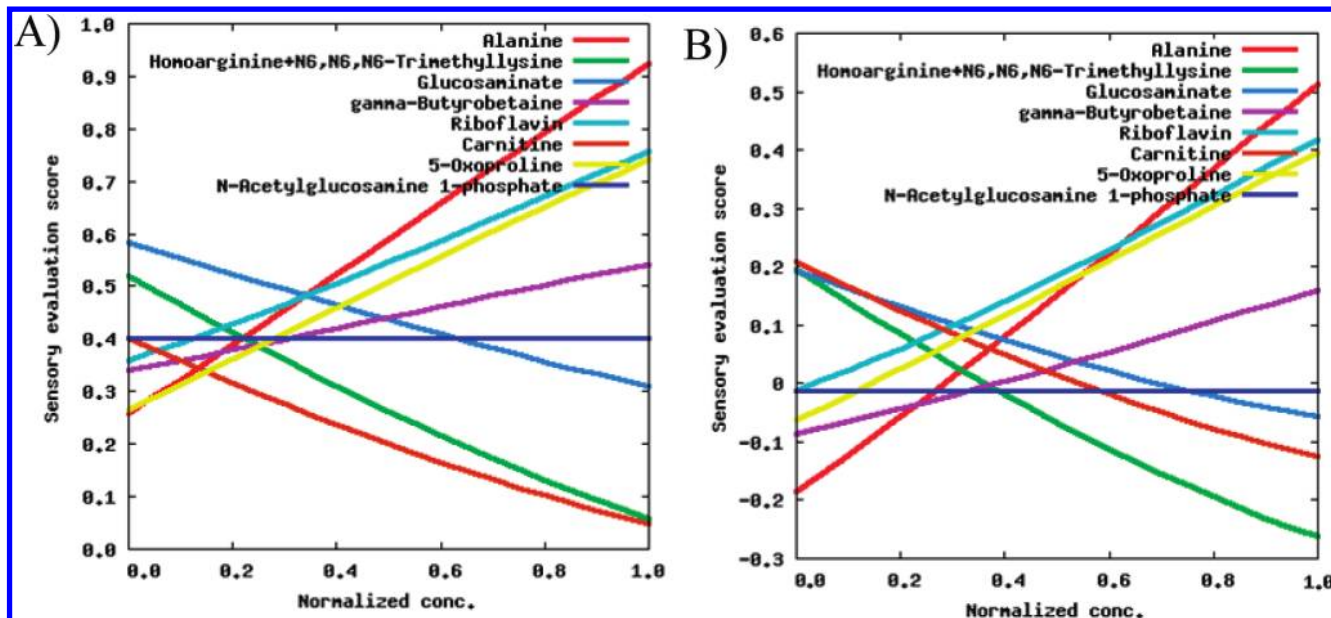 A)
1.0
0.9
0.8
0.7
0.6
0.5
0.4
0.3
0.2
0.1
0.0
Sensory evaluation score
Alanine
Homoarginine+N6,N6,N6-Trimethyllysine
Glucosaminate
gamma-Butyrobetaine
Riboflavin
Carnitine
5-Oxoproline
N-Acetylglucosamine 1-phosphate
0.0 0.2 0.4 0.6 0.8 1.0
Normalized conc.
B)
0.6
0.5
0.4
0.3
0.2
0.1
0
-0.1
-0.2
-0.3
Sensory evaluation score
Alanine
Homoarginine+N6,N6,N6-Trimethyllysine
Glucosaminate
gamma-Butyrobetaine
Riboflavin
Carnitine
5-Oxoproline
N-Acetylglucosamine 1-phosphate
0.0 0.2 0.4 0.6 0.8 1.0
Normalized conc.